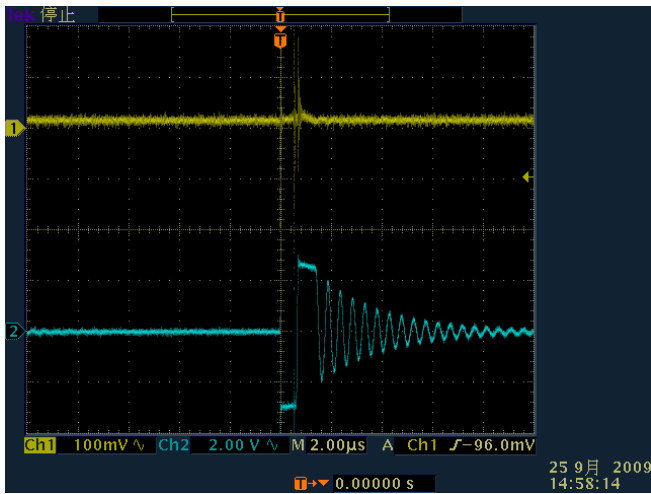 Tek 停止
T
T
1
2
Ch1 100mV ∿ Ch2 2.00 V ∿ M 2.00µs A Ch1 ƒ −96.0mV
T→▼ 0.00000 s
25 9月 2009
14:58:14